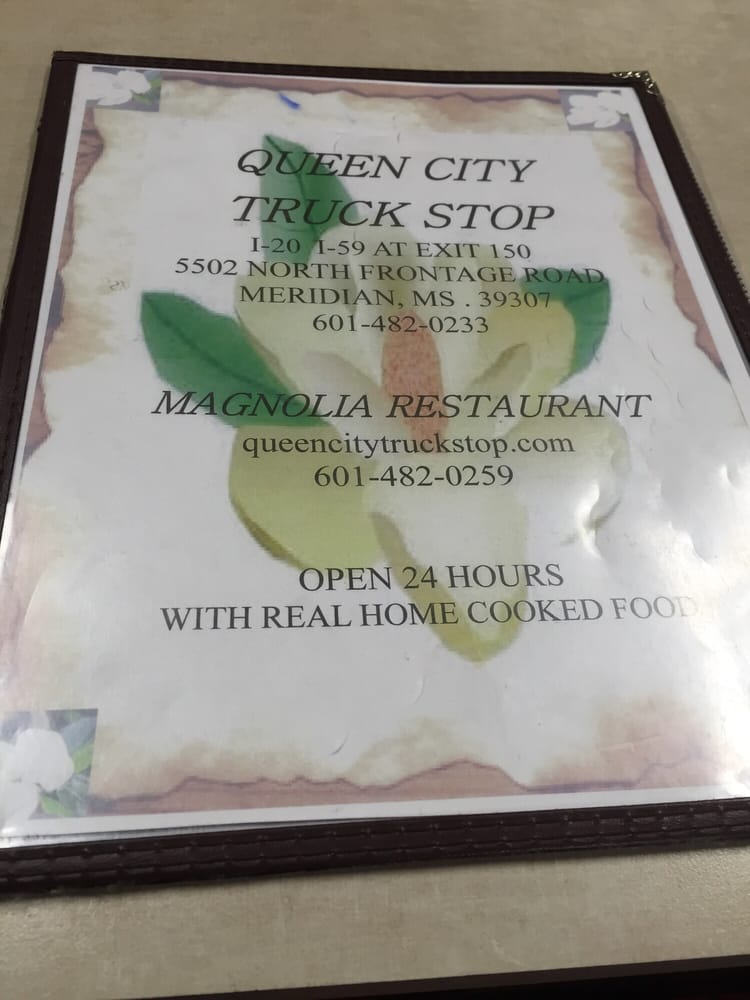 QUEEN CITY
TRUCK STOP
I-20 I-59 AT EXIT 150
5502 NORTH FRONTAGE ROAD
MERIDIAN, MS . 39307
601-482-0233
MAGNOLIA RESTAURANT
queencitytruckstop.com
601-482-0259
OPEN 24 HOURS
WITH REAL HOME COOKED FOOD